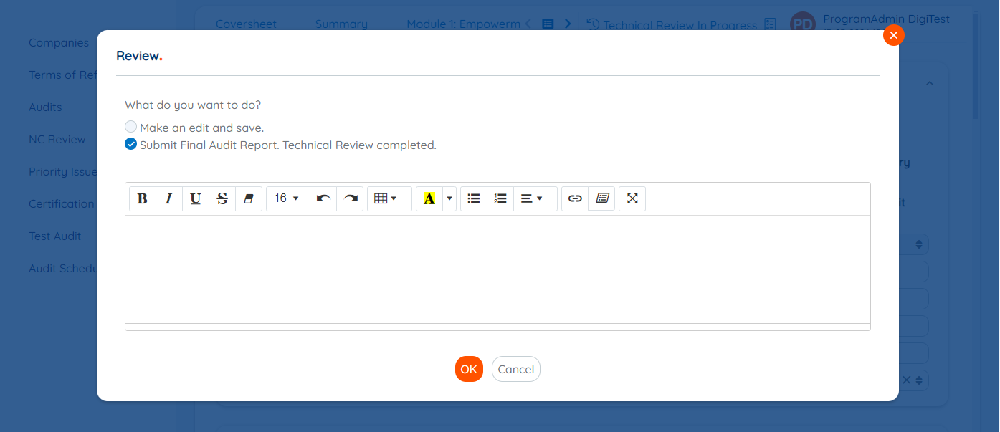 Coversheet Summary Module 1: Empowerm Technical Review In Progress PD ProgramAdmin DigiTest
Companies
Terms of Ref
Audits
NC Review
Priority Issue
Certification
Test Audit
Audit Schedu
Review.
What do you want to do?
Make an edit and save.
Submit Final Audit Report. Technical Review completed.
B I U S 16 A
OK Cancel
ry
it